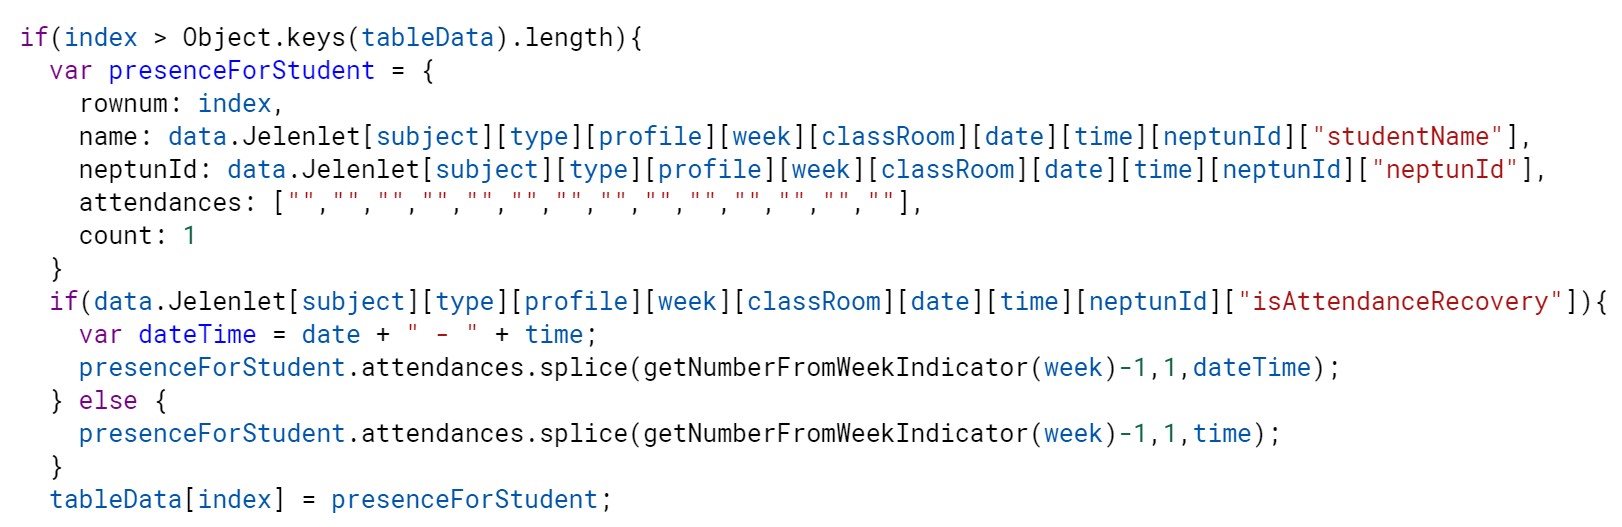 if(index > Object.keys(tableData).length){
  var presenceForStudent = {
    rownum: index,
    name: data.Jelenlet[subject][type][profile][week][classRoom][date][time][neptunId]["studentName"],
    neptunId: data.Jelenlet[subject][type][profile][week][classRoom][date][time][neptunId]["neptunId"],
    attendances: ["","","","","","","","","","","","","",""],
    count: 1
  }
  if(data.Jelenlet[subject][type][profile][week][classRoom][date][time][neptunId]["isAttendanceRecovery"]){
    var dateTime = date + " - " + time;
    presenceForStudent.attendances.splice(getNumberFromWeekIndicator(week)-1,1,dateTime);
  } else {
    presenceForStudent.attendances.splice(getNumberFromWeekIndicator(week)-1,1,time);
  }
  tableData[index] = presenceForStudent;